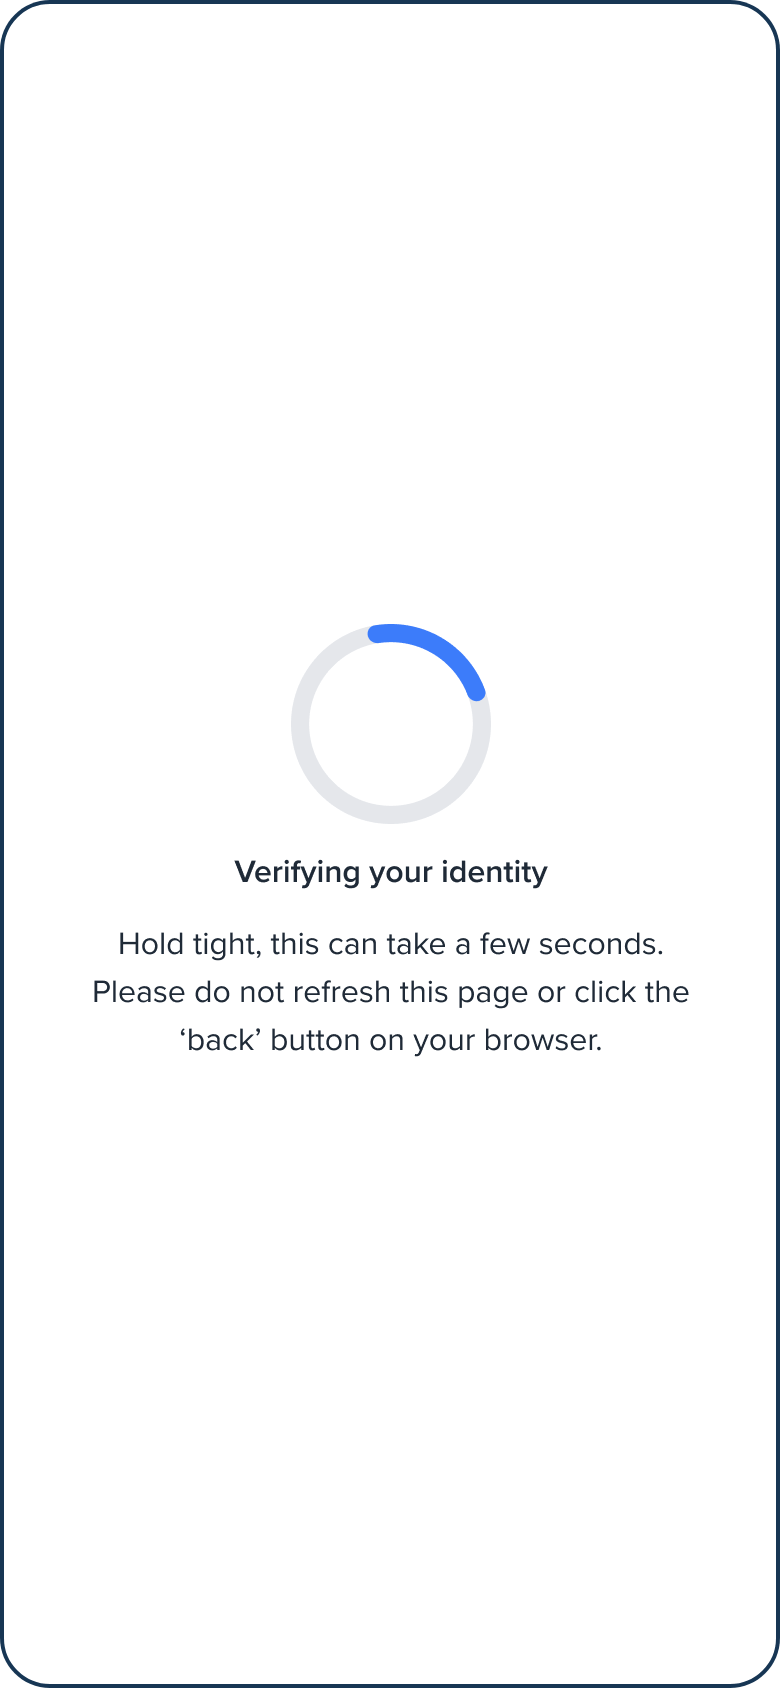 Verifying your identity
Hold tight, this can take a few seconds.
Please do not refresh this page or click the
‘back’ button on your browser.